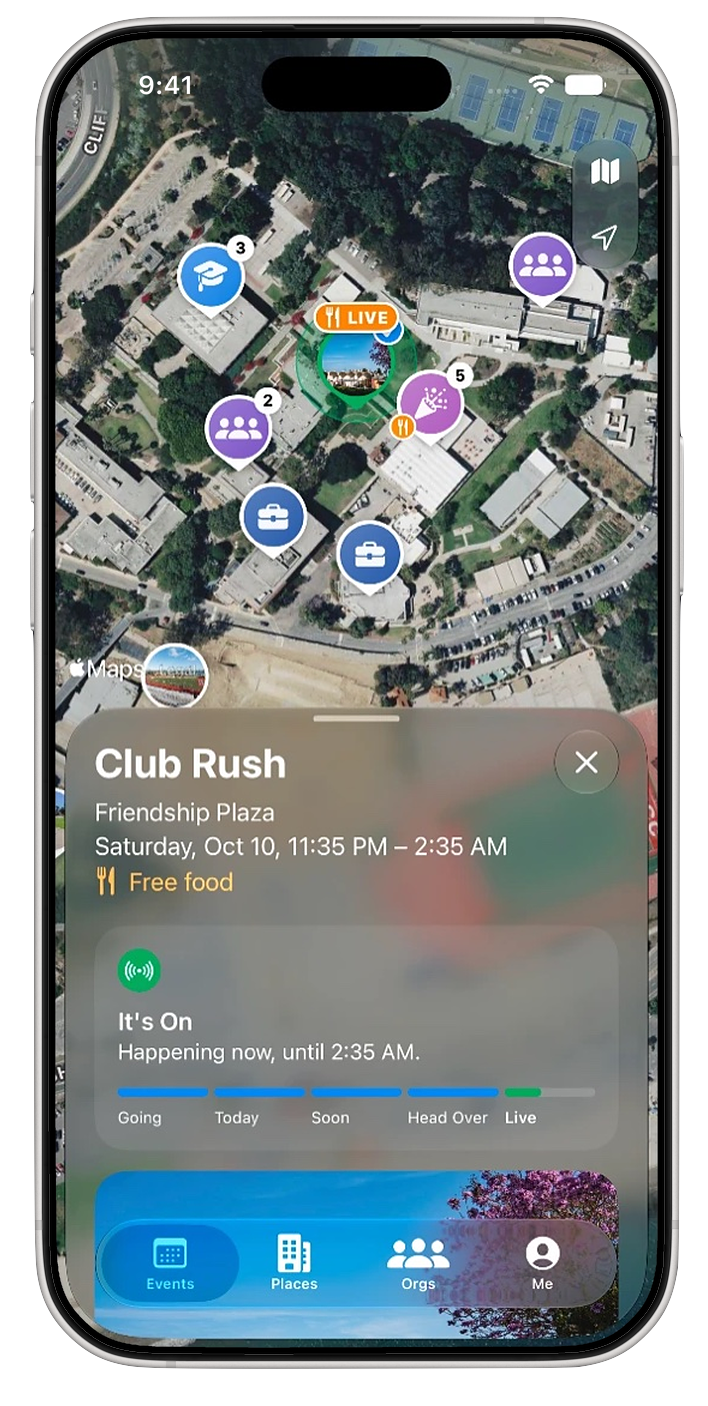 9:41
CLIFF
3
LIVE
5
2
Maps
Club Rush
Friendship Plaza
Saturday, Oct 10, 11:35 PM – 2:35 AM
Free food
It's On
Happening now, until 2:35 AM.
Going Today Soon Head Over Live
Events Places Orgs Me